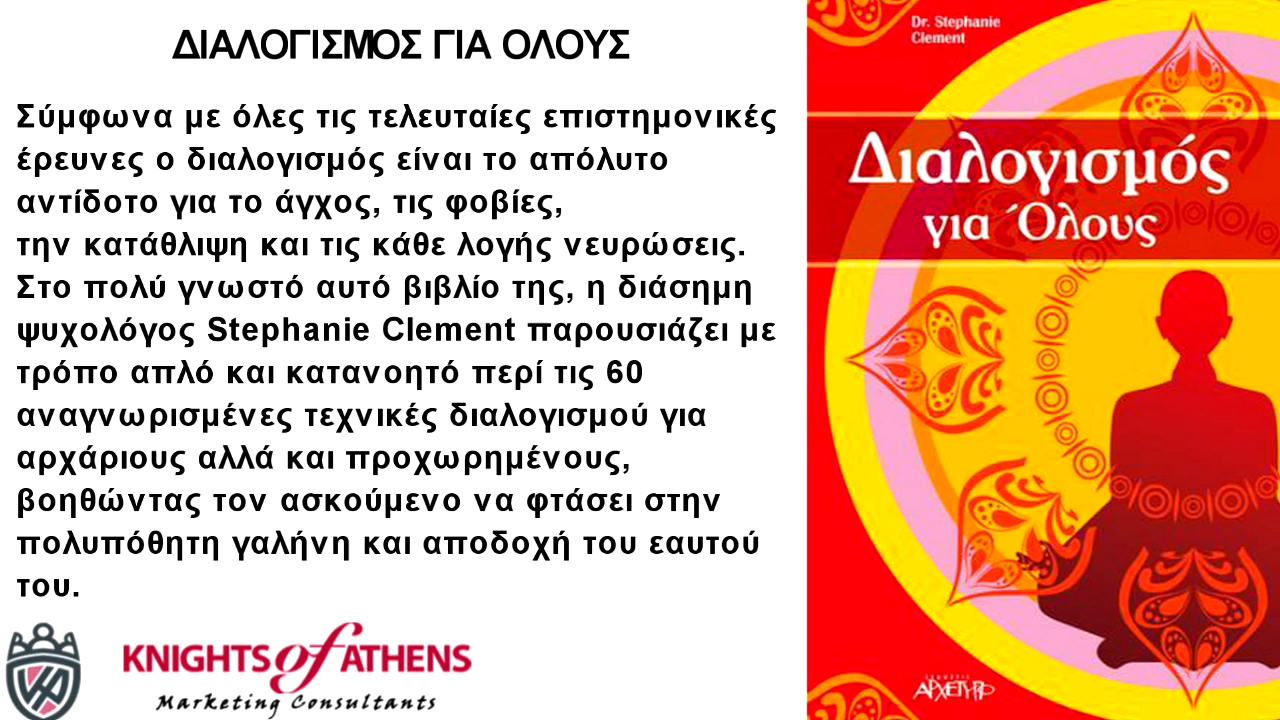 ΔΙΑΛΟΓΙΣΜΟΣ ΓΙΑ ΟΛΟΥΣ
Σύμφωνα με όλες τις τελευταίες επιστημονικές
έρευνες ο διαλογισμός είναι το απόλυτο
αντίδοτο για το άγχος, τις φοβίες,
την κατάθλιψη και τις κάθε λογής νευρώσεις.
Στο πολύ γνωστό αυτό βιβλίο της, η διάσημη
ψυχολόγος Stephanie Clement παρουσιάζει με
τρόπο απλό και κατανοητό περί τις 60
αναγνωρισμένες τεχνικές διαλογισμού για
αρχάριους αλλά και προχωρημένους,
βοηθώντας τον ασκούμενο να φτάσει στην
πολυπόθητη γαλήνη και αποδοχή του εαυτού
του.
KNIGHTS of ATHENS
Marketing Consultants
Dr. Stephanie
Clement
Διαλογισμός
για Όλους
ΕΚΔΟΣΕΙΣ
ΑΡΧΕΤΥΠΟ